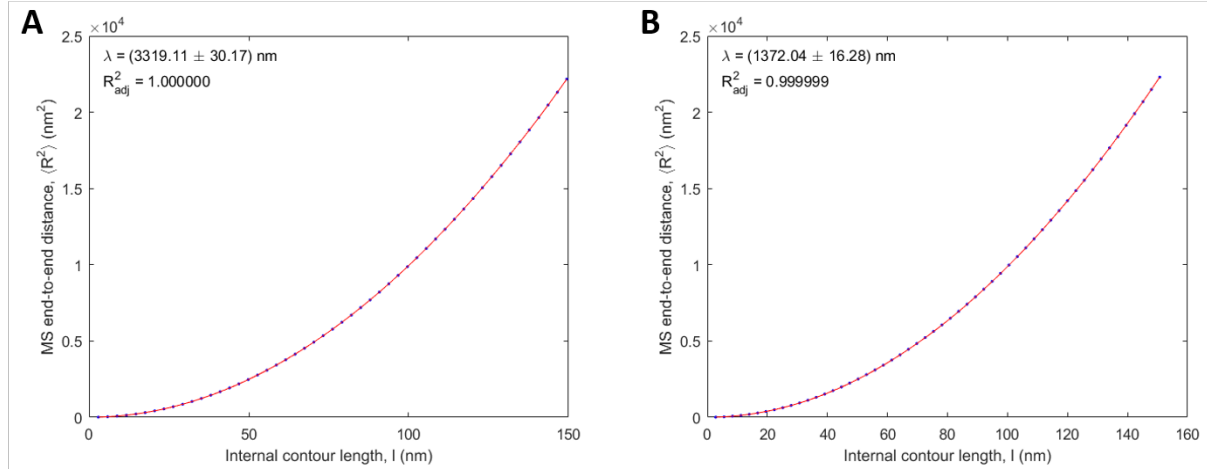 A
×10⁴
λ = (3319.11 ± 30.17) nm
R²adj = 1.000000
MS end-to-end distance, ⟨R²⟩ (nm²)
2.5
2
1.5
1
0.5
0
0 50 100 150
Internal contour length, l (nm)
B
×10⁴
λ = (1372.04 ± 16.28) nm
R²adj = 0.999999
MS end-to-end distance, ⟨R²⟩ (nm²)
2.5
2
1.5
1
0.5
0
0 20 40 60 80 100 120 140 160
Internal contour length, l (nm)